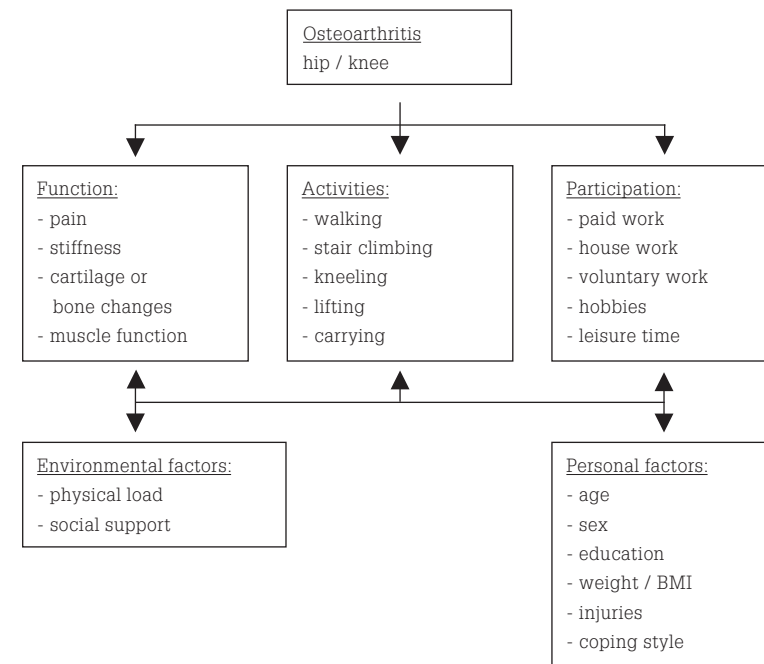 Osteoarthritis
hip / knee
Function:
- pain
- stiffness
- cartilage or
bone changes
- muscle function
Activities:
- walking
- stair climbing
- kneeling
- lifting
- carrying
Participation:
- paid work
- house work
- voluntary work
- hobbies
- leisure time
Environmental factors:
- physical load
- social support
Personal factors:
- age
- sex
- education
- weight / BMI
- injuries
- coping style